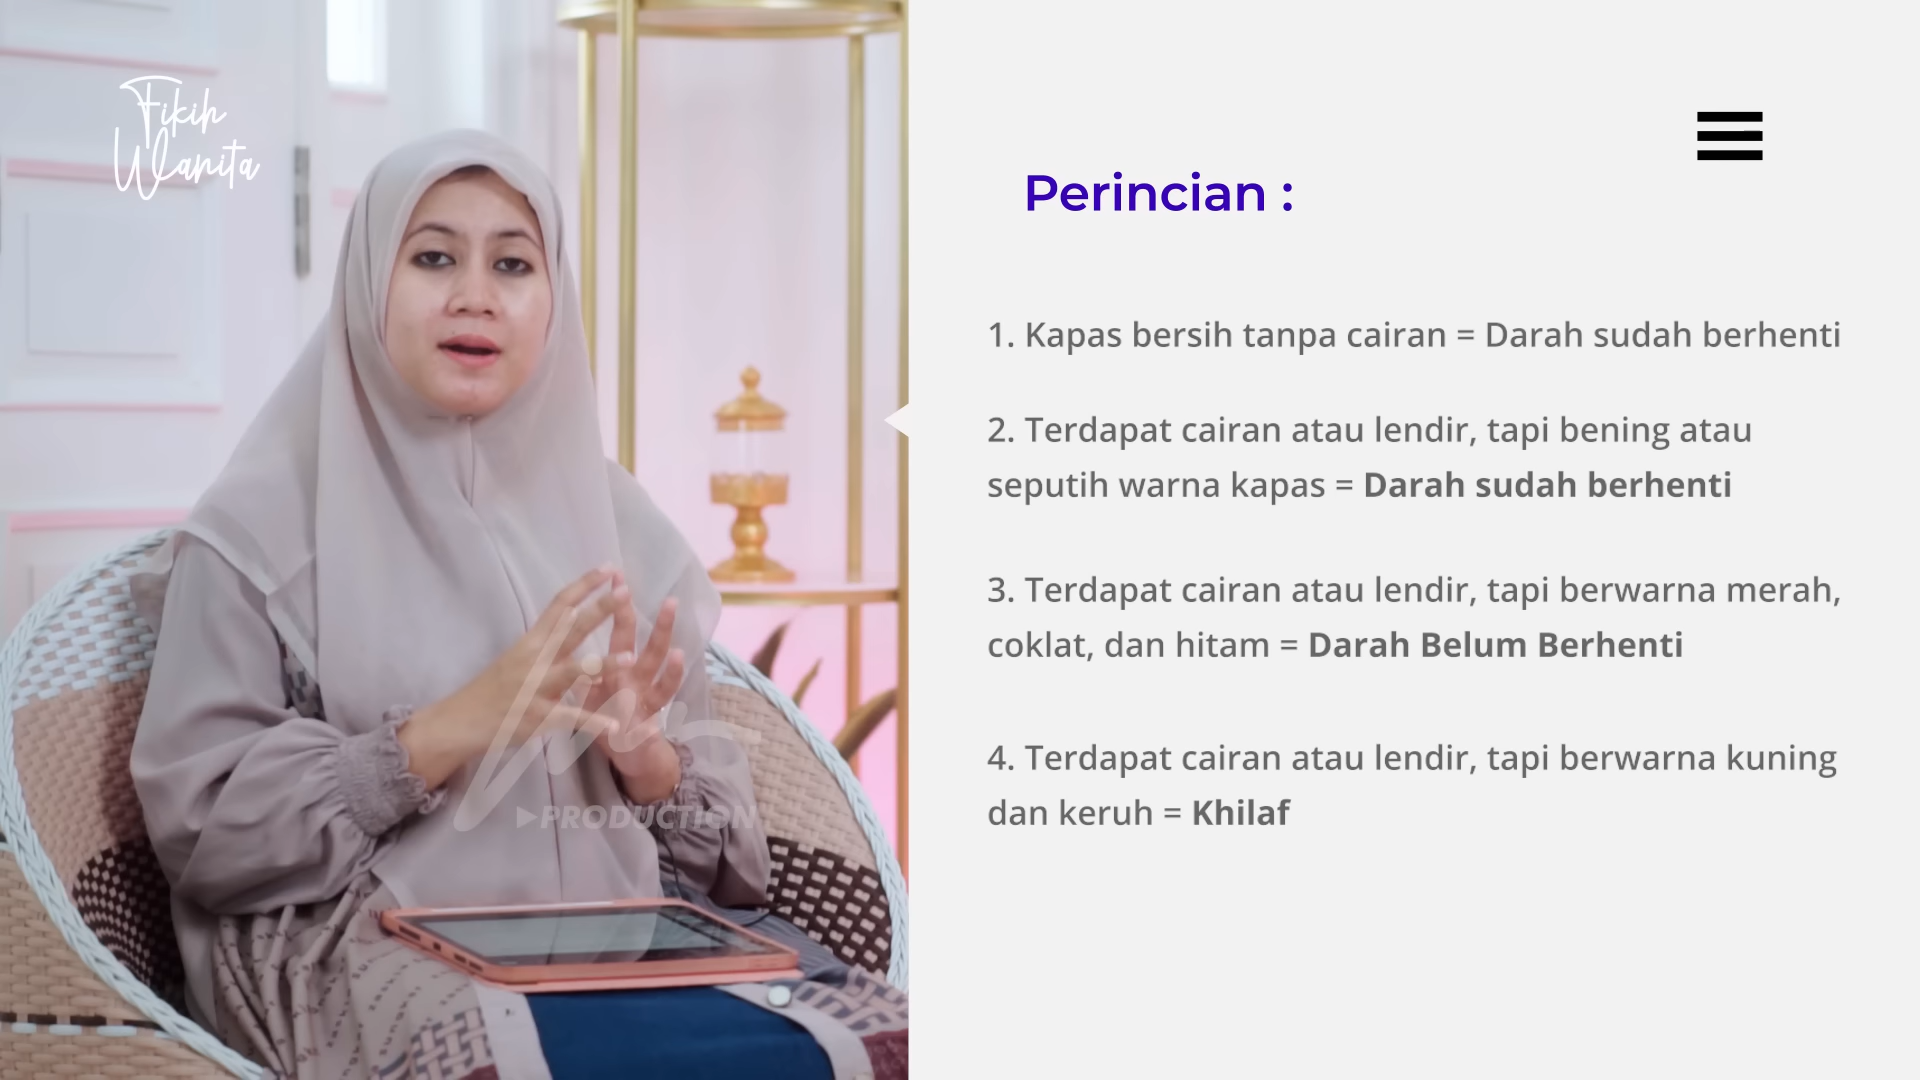 Fikih
Wanita
Perincian :
1. Kapas bersih tanpa cairan = Darah sudah berhenti
2. Terdapat cairan atau lendir, tapi bening atau
seputih warna kapas = Darah sudah berhenti
3. Terdapat cairan atau lendir, tapi berwarna merah,
coklat, dan hitam = Darah Belum Berhenti
4. Terdapat cairan atau lendir, tapi berwarna kuning
dan keruh = Khilaf
PRODUCTION